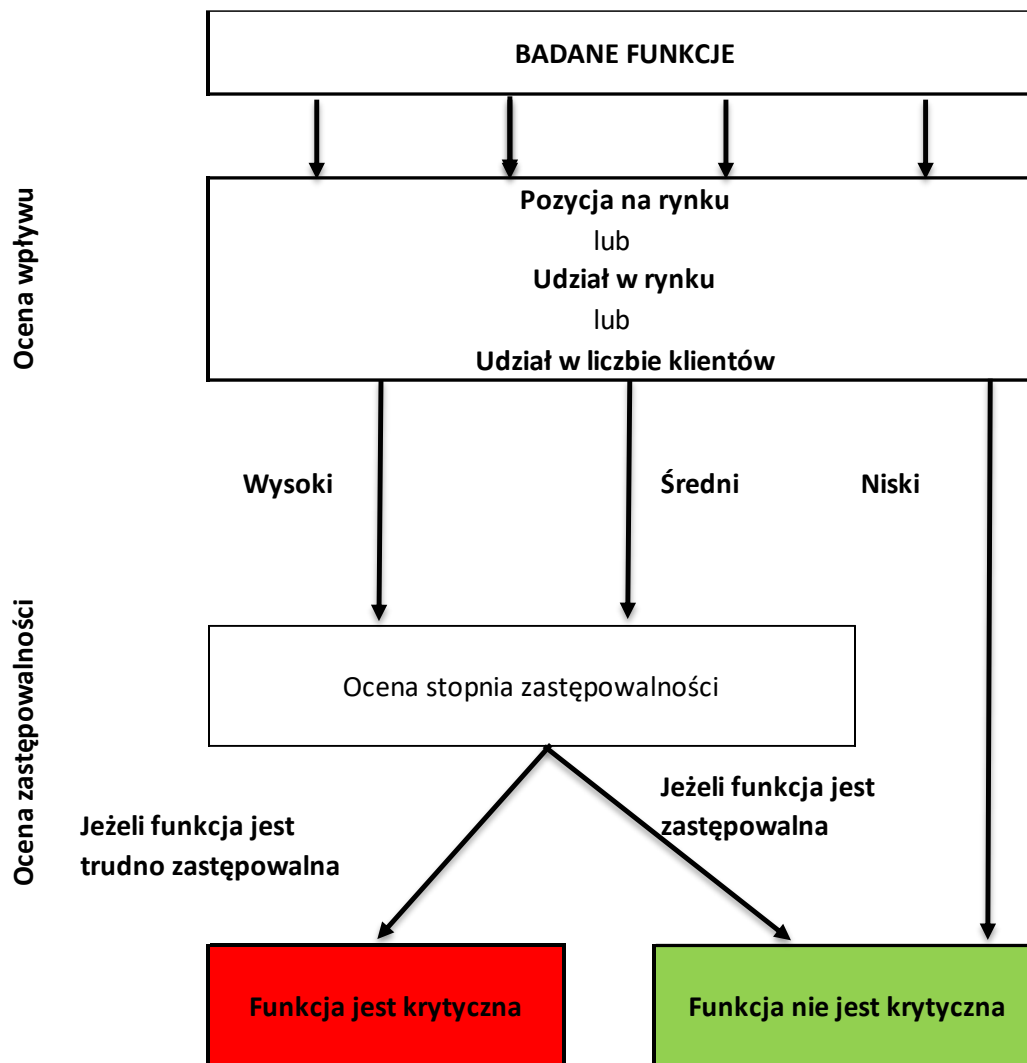 BADANE FUNKCJE
Ocena wpływu
Pozycja na rynku
lub
Udział w rynku
lub
Udział w liczbie klientów
Wysoki
Średni
Niski
Ocena zastępowalności
Ocena stopnia zastępowalności
Jeżeli funkcja jest
trudno zastępowalna
Jeżeli funkcja jest
zastępowalna
Funkcja jest krytyczna
Funkcja nie jest krytyczna